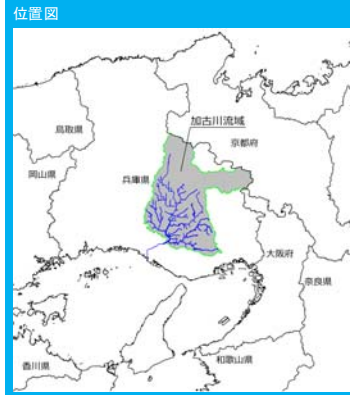 位置図
加古川流域
鳥取県
京都府
岡山県
兵庫県
大阪府
奈良県
和歌山県
香川県